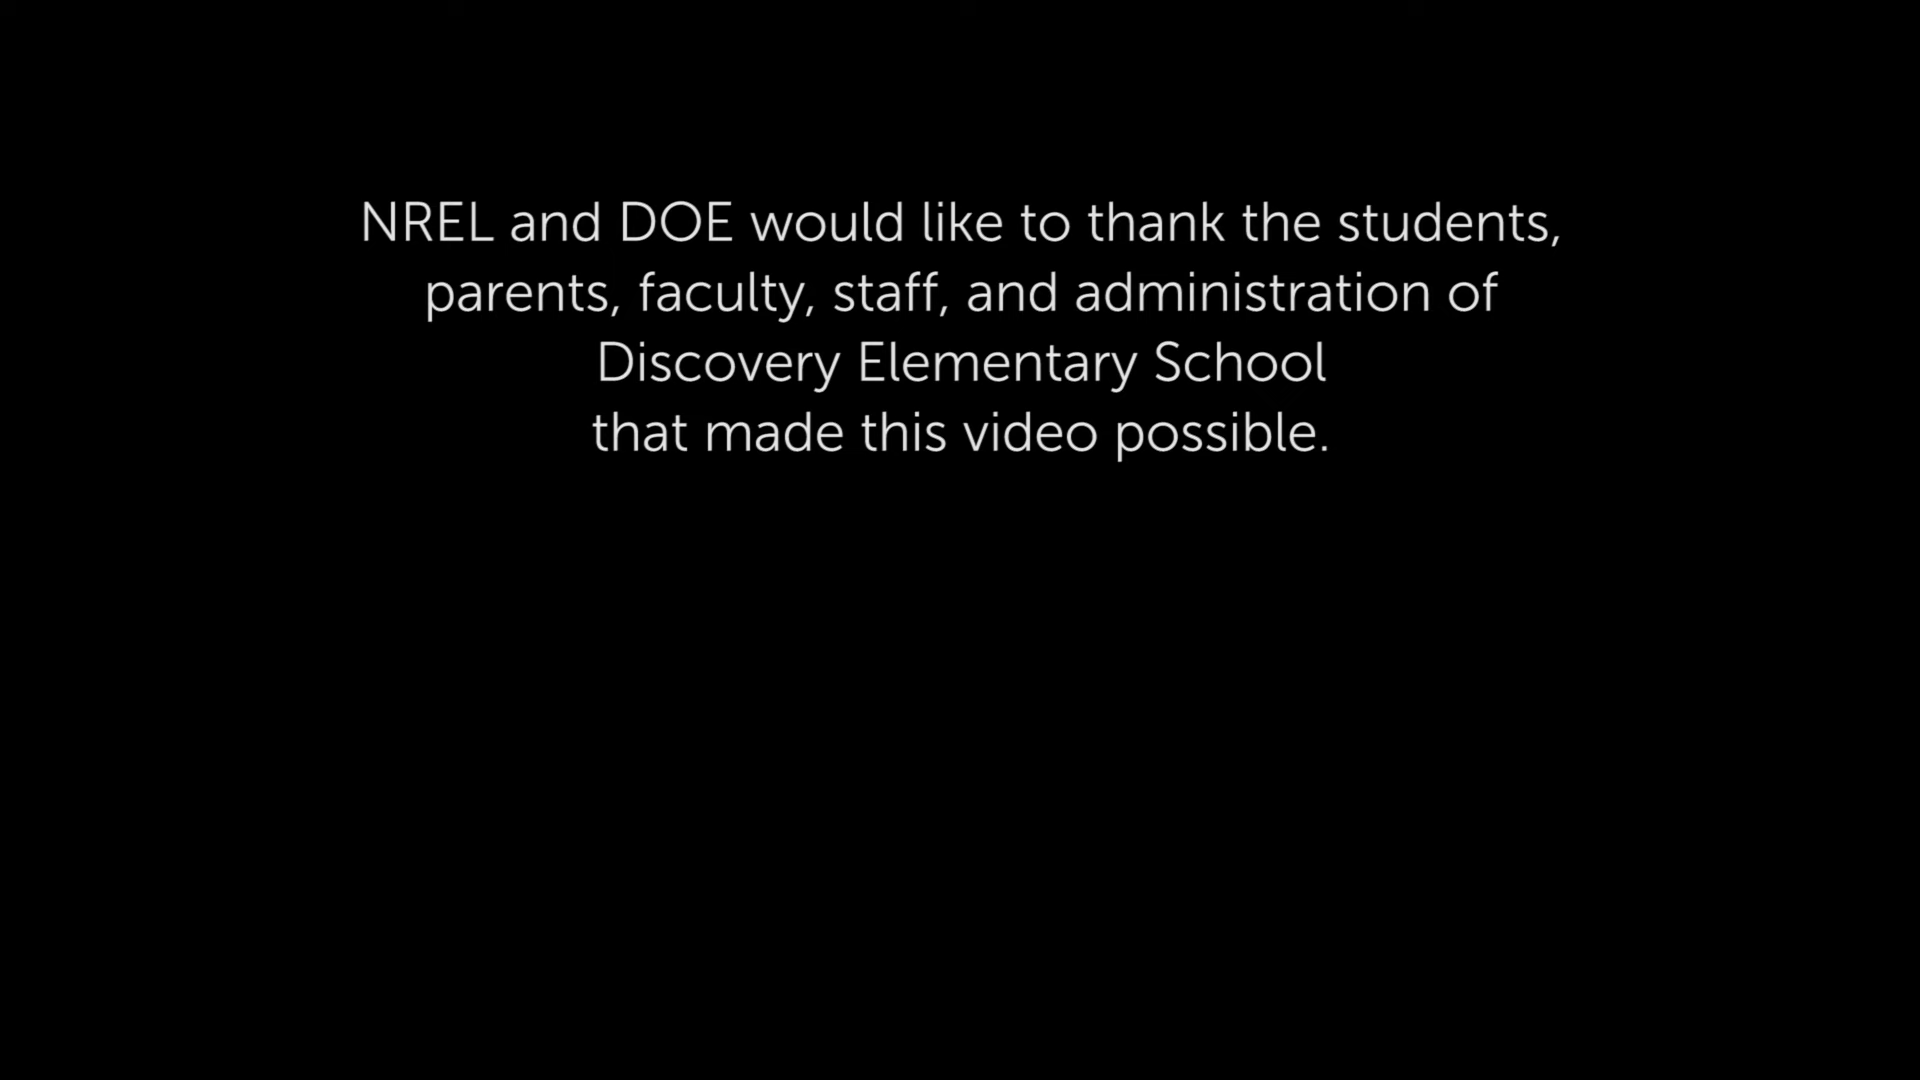 NREL and DOE would like to thank the students,
parents, faculty, staff, and administration of
Discovery Elementary School
that made this video possible.